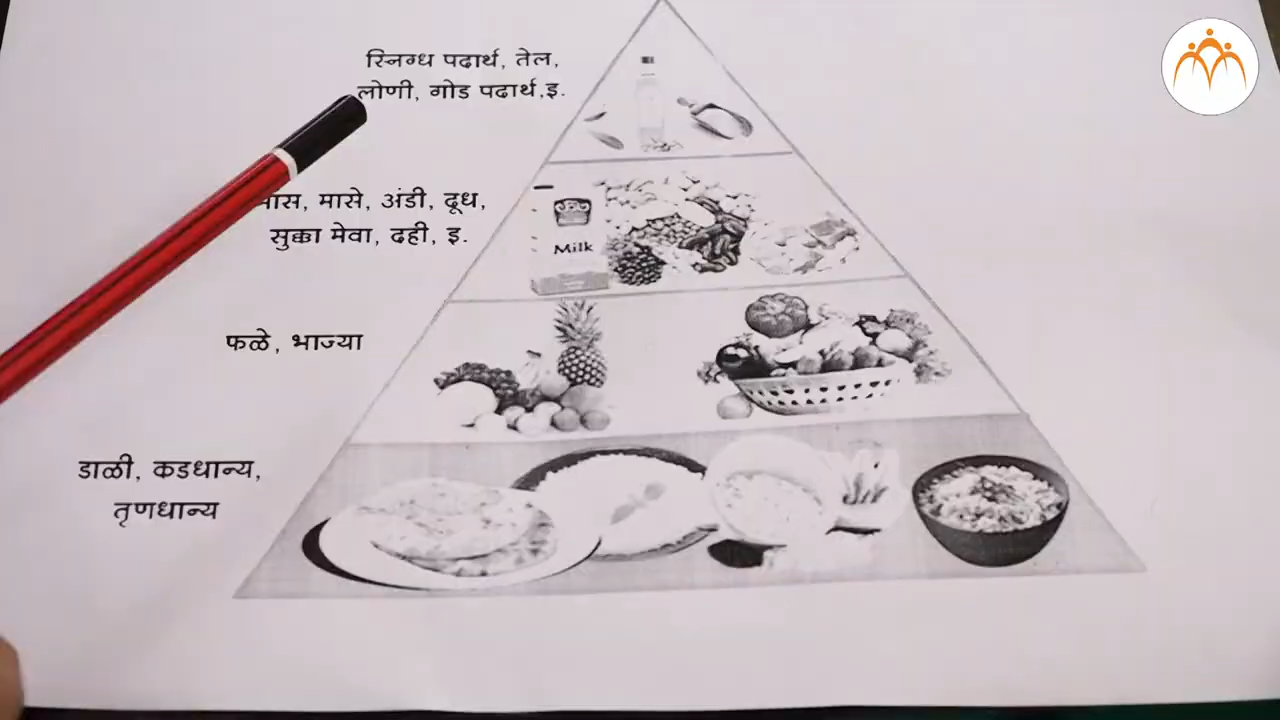 स्निग्ध पदार्थ, तेल,
लोणी, गोड पदार्थ,इ.
मासे, अंडी, दूध,
सुक्का मेवा, दही, इ.
Milk
फळे, भाज्या
डाळी, कडधान्य,
तृणधान्य